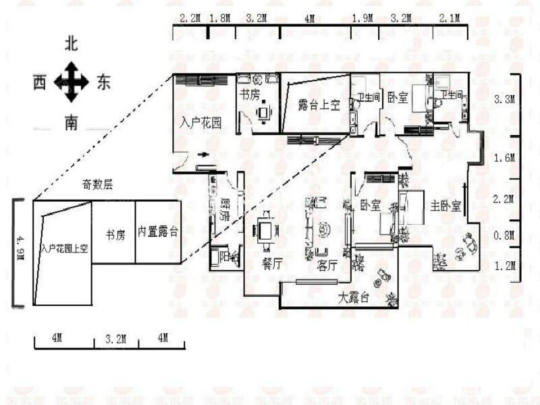 2.2M 1.8M 3.2M 4M 1.9M 3.2M 2.1M
北
西 东
南
书房
露台上空
卫生间
卧室
卫生间
3.3M
入户花园
1.6M
奇数层
厨房
卧室
主卧室
2.2M
4.9M
入户花园上空
书房
内置露台
0.8M
阳台
餐厅
客厅
1.2M
大露台
4M 3.2M 4M